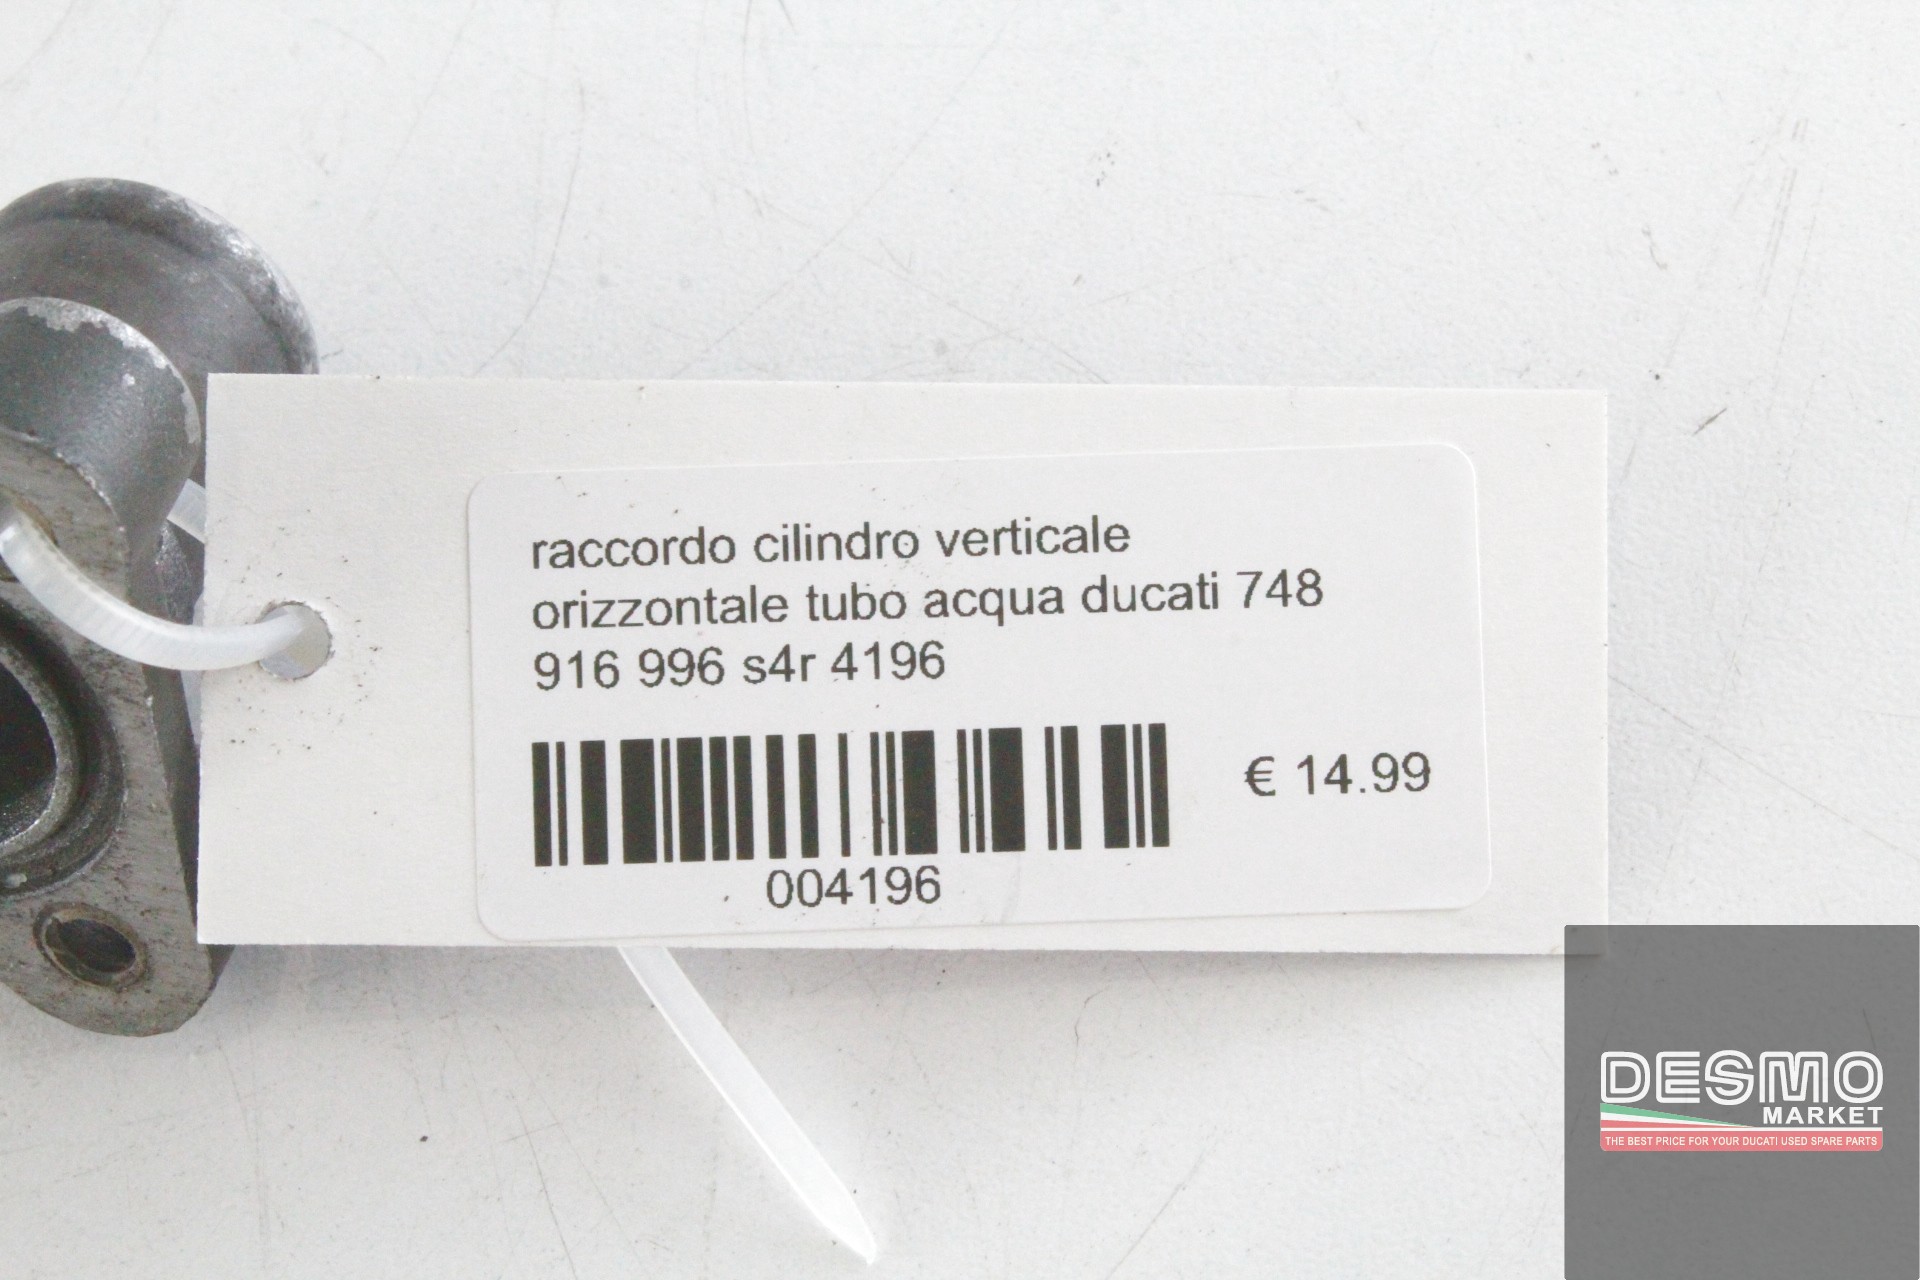 raccordo cilindro verticale
orizzontale tubo acqua ducati 748
916 996 s4r 4196
€ 14.99
004196
DESMO
MARKET
THE BEST PRICE FOR YOUR DUCATI USED SPARE PARTS